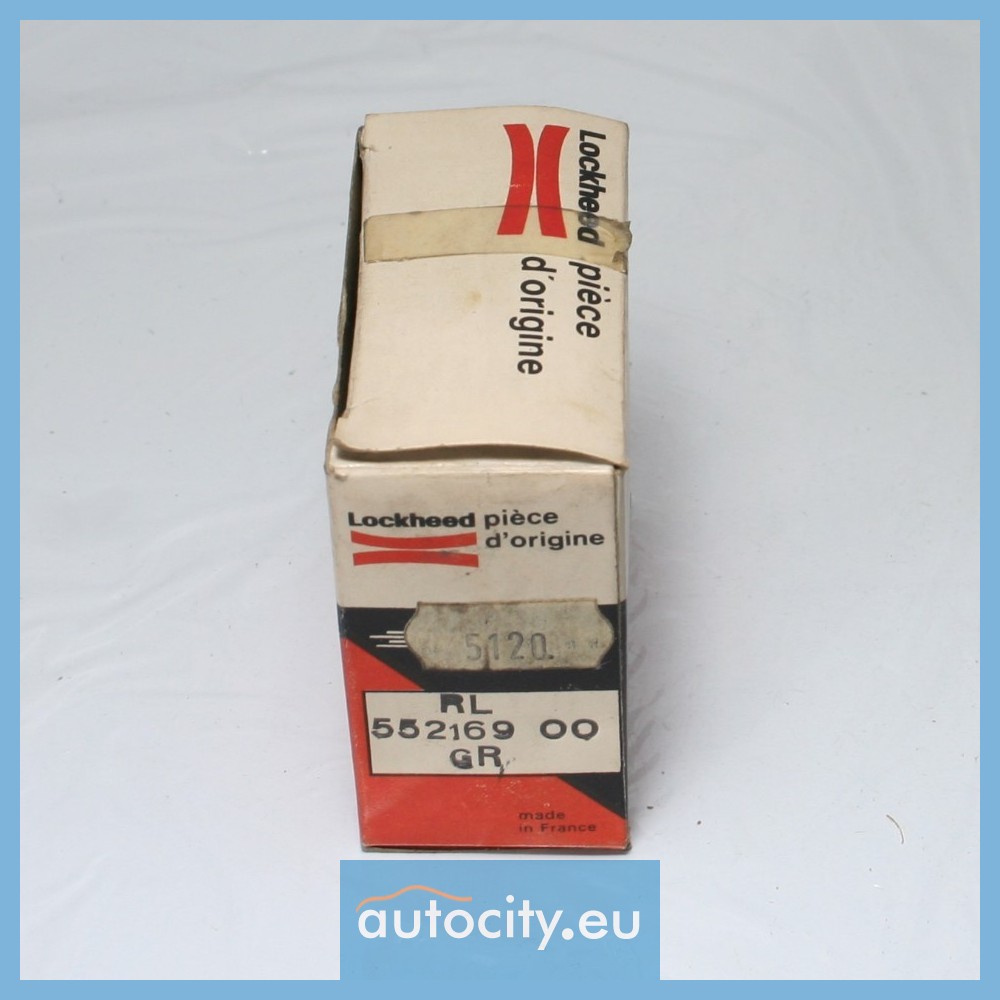 Lockheed pièce
d'origine
Lockheed pièce
d'origine
5120.
RL
552169 00
GR
made
in France
autocity.eu